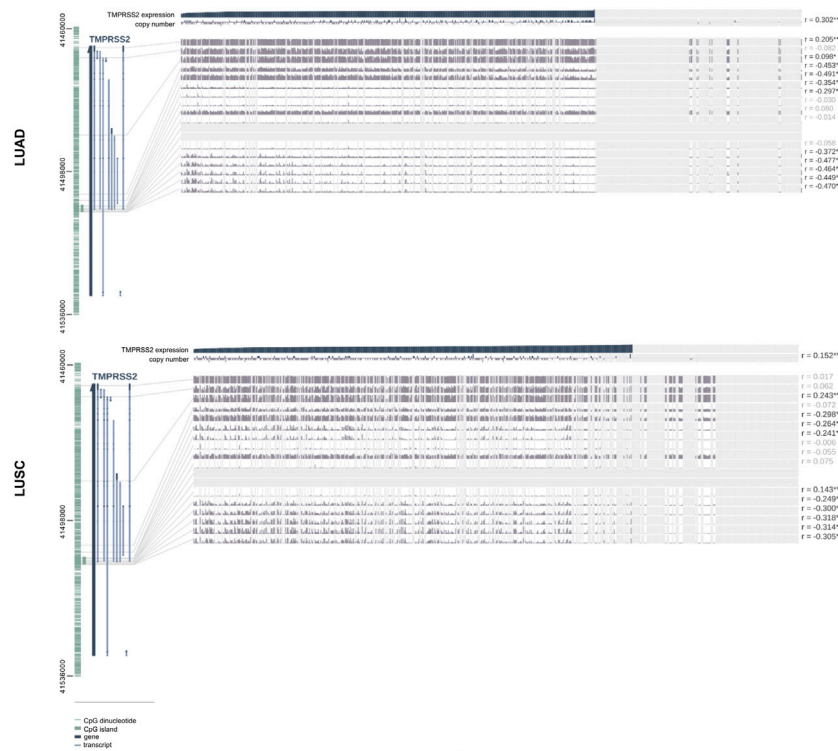 LUAD
TMPRSS2 expression
copy number
r = 0.302**
41460000
TMPRSS2
r = 0.205**
r = -0.082
r = 0.098*
r = -0.453*
r = -0.491*
r = -0.354*
r = -0.297*
r = -0.030
r = 0.080
r = -0.014
r = -0.058
r = -0.372*
r = -0.477*
r = -0.464*
r = -0.449*
r = -0.470*
41498000
41536000
LUSC
TMPRSS2 expression
copy number
r = 0.152**
41460000
TMPRSS2
r = 0.017
r = 0.062
r = 0.243**
r = -0.072
r = -0.298*
r = -0.264*
r = -0.241*
r = -0.006
r = -0.055
r = 0.075
r = 0.143**
r = -0.249*
r = -0.300*
r = -0.318*
r = -0.314*
r = -0.305*
41498000
41536000
CpG dinucleotide
CpG island
gene
transcript